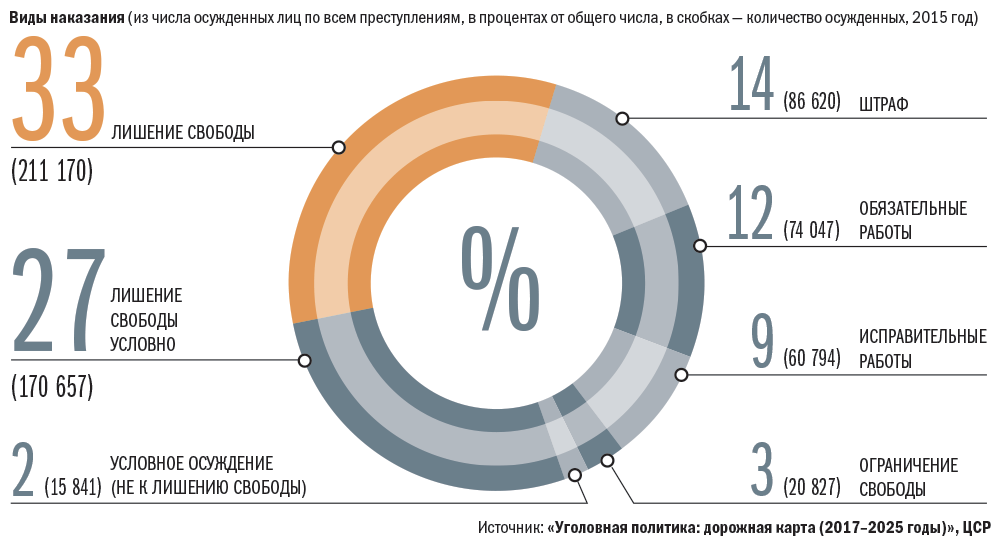 Виды наказания (из числа осужденных лиц по всем преступлениям, в процентах от общего числа, в скобках — количество осужденных, 2015 год)
33
ЛИШЕНИЕ СВОБОДЫ
(211 170)
27
ЛИШЕНИЕ
СВОБОДЫ
УСЛОВНО
(170 657)
2 (15 841)
УСЛОВНОЕ ОСУЖДЕНИЕ
(НЕ К ЛИШЕНИЮ СВОБОДЫ)
%
14 (86 620) ШТРАФ
12 (74 047)
ОБЯЗАТЕЛЬНЫЕ
РАБОТЫ
9 (60 794)
ИСПРАВИТЕЛЬНЫЕ
РАБОТЫ
3 (20 827)
ОГРАНИЧЕНИЕ
СВОБОДЫ
Источник: «Уголовная политика: дорожная карта (2017–2025 годы)», ЦСР